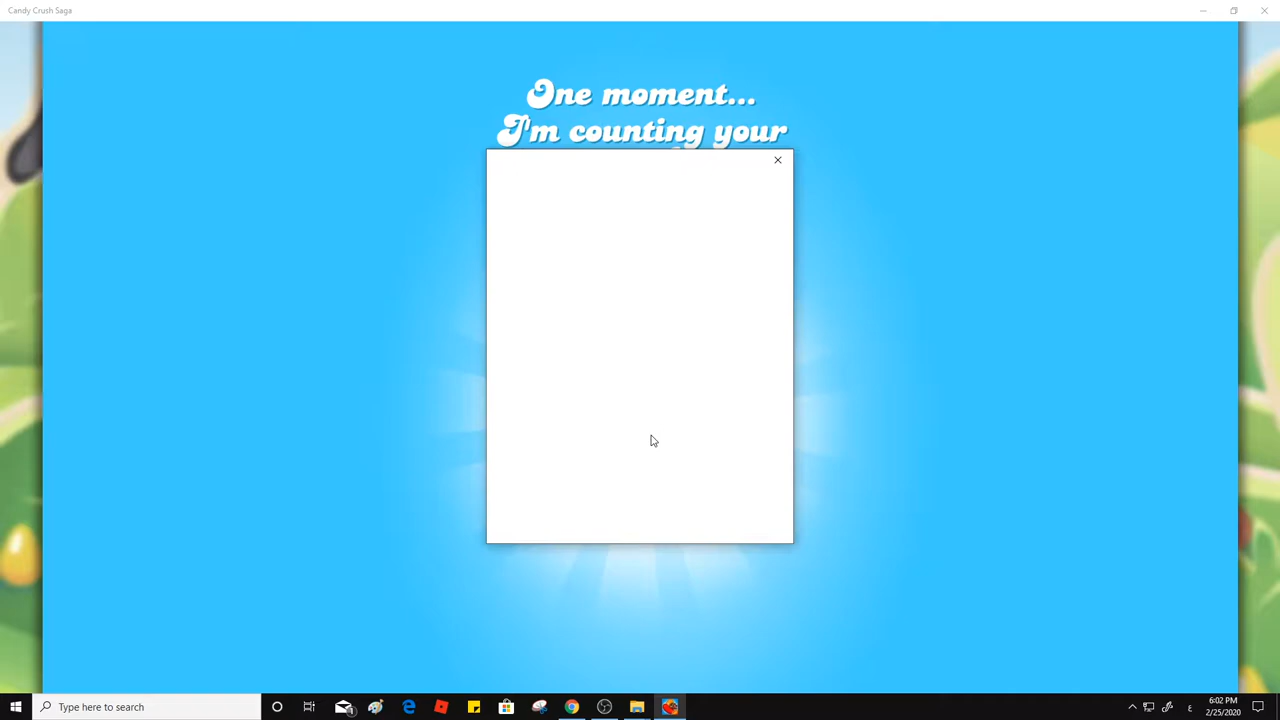 Candy Crush Saga
One moment...
I'm counting your
Type here to search
ع
6:02 PM
2/25/2020